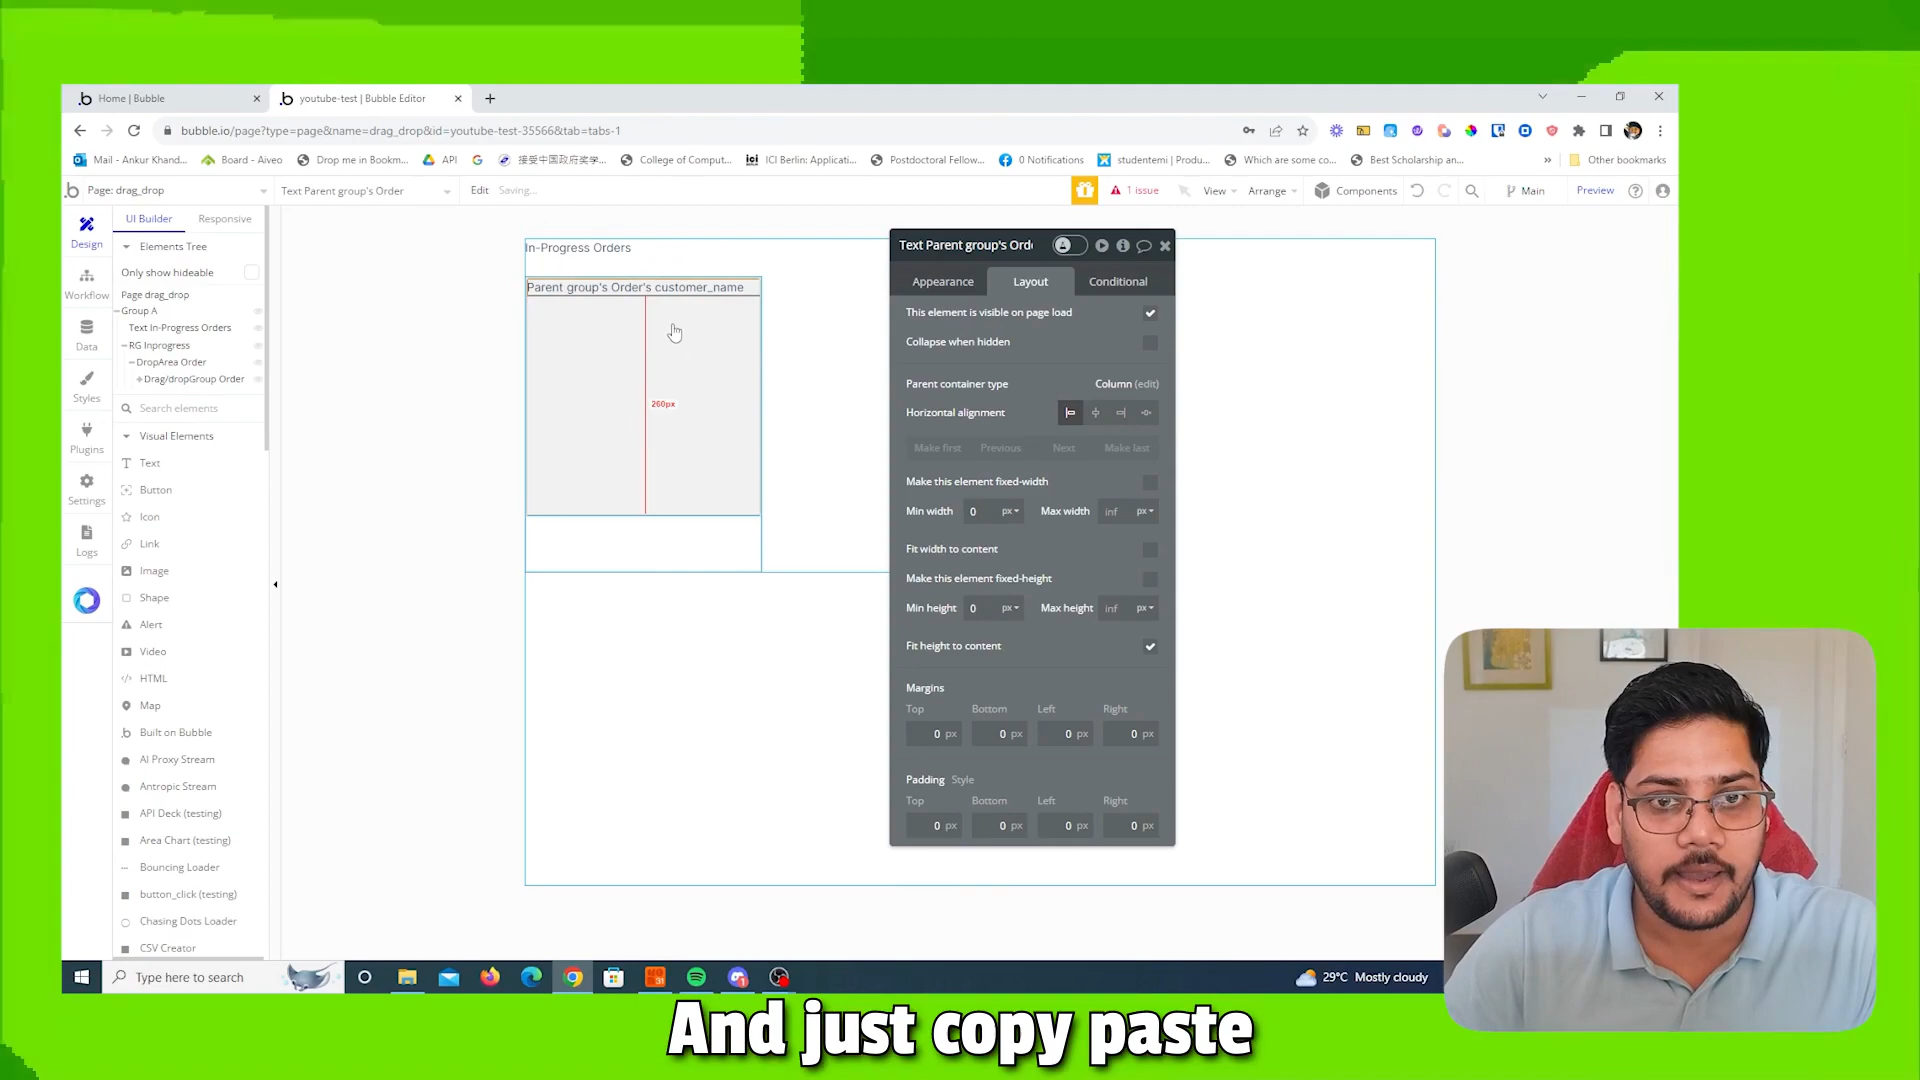 Home | Bubble
youtube-test | Bubble Editor
bubble.io/page?type=page&name=drag_drop&id=youtube-test-35566&tab=tabs-1
Mail - Ankur Khand...
Board - Aiveo
Drop me in Bookm...
API
接受中国政府奖学...
College of Comput...
ici
ICI Berlin: Applicati...
Postdoctoral Fellow...
0 Notifications
studentemi | Produ...
Which are some co...
Best Scholarship an...
»
Other bookmarks
Page: drag_drop
Text Parent group's Order
Edit
Saving...
1 issue
View
Arrange
Components
Main
Preview
Design
Workflow
Data
Styles
Plugins
Settings
Logs
UI Builder
Responsive
Elements Tree
Only show hideable
Page drag_drop
Group A
Text In-Progress Orders
RG Inprogress
DropArea Order
Drag/dropGroup Order
Search elements
Visual Elements
Text
Button
Icon
Link
Image
Shape
Alert
Video
HTML
Map
Built on Bubble
AI Proxy Stream
Antropic Stream
API Deck (testing)
Area Chart (testing)
Bouncing Loader
button_click (testing)
Chasing Dots Loader
CSV Creator
In-Progress Orders
Parent group's Order's customer_name
260px
Text Parent group's Ord
Appearance
Layout
Conditional
This element is visible on page load
Collapse when hidden
Parent container type
Column (edit)
Horizontal alignment
Make first
Previous
Next
Make last
Make this element fixed-width
Min width 0 px
Max width inf px
Fit width to content
Make this element fixed-height
Min height 0 px
Max height inf px
Fit height to content
Margins
Top Bottom Left Right
0 px 0 px 0 px 0 px
Padding Style
Top Bottom Left Right
0 px 0 px 0 px 0 px
Type here to search
29°C Mostly cloudy
And just copy paste